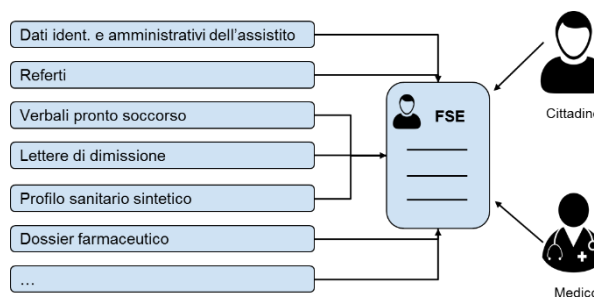 Dati ident. e amministrativi dell'assistito
Referti
Verbali pronto soccorso
Lettere di dimissione
Profilo sanitario sintetico
Dossier farmaceutico
...
FSE
Cittadino
Medico